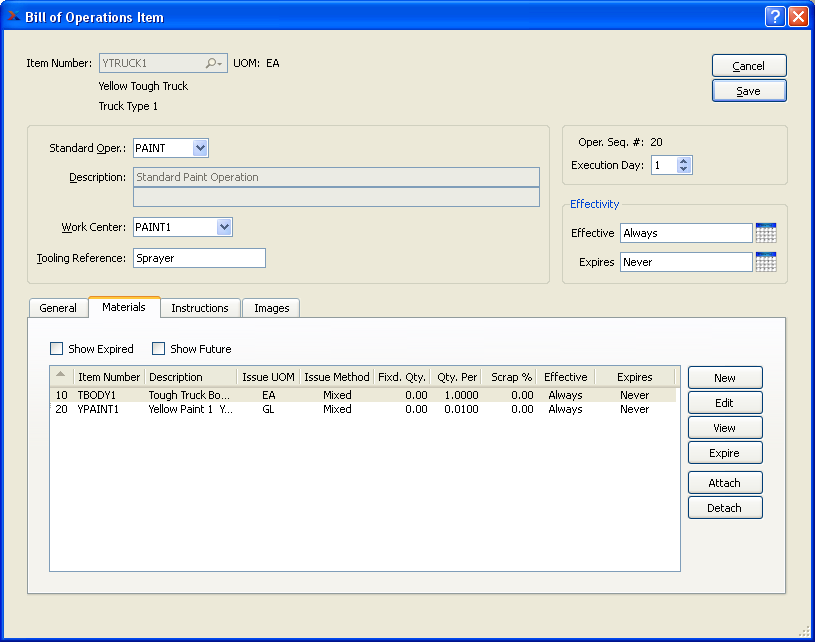 Bill of Operations Item
Item Number: YTRUCK1 UOM: EA
Yellow Tough Truck
Truck Type 1
Cancel
Save
Standard Oper.: PAINT
Description: Standard Paint Operation
Work Center: PAINT1
Tooling Reference: Sprayer
Oper. Seq. #: 20
Execution Day: 1
Effectivity
Effective Always
Expires Never
General Materials Instructions Images
Show Expired Show Future
Item Number Description Issue UOM Issue Method Fixd. Qty. Qty. Per Scrap % Effective Expires
10 TBODY1 Tough Truck Bo... EA Mixed 0.00 1.0000 0.00 Always Never
20 YPAINT1 Yellow Paint 1 Y... GL Mixed 0.00 0.0100 0.00 Always Never
New
Edit
View
Expire
Attach
Detach